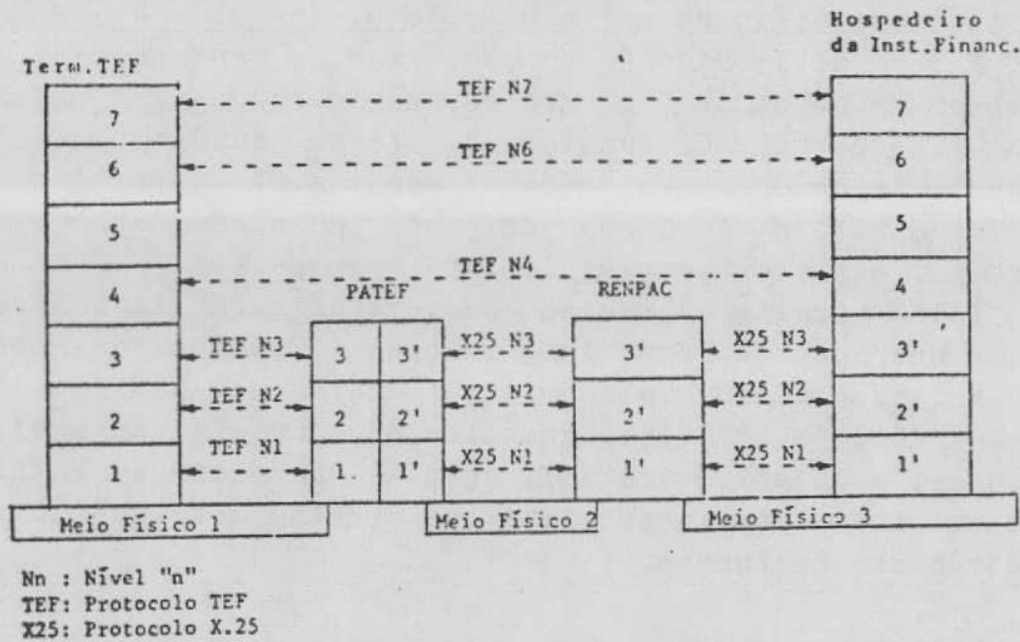 Hospedeiro
da Inst.Financ.
Term.TEF
7 TEF N7 7
6 TEF N6 6
5 5
4 TEF N4 4
PATEF RENPAC
3 TEF N3 3 3' X25 N3 3' X25 N3 3'
2 TEF N2 2 2' X25 N2 2' X25 N2 2'
1 TEF N1 1. 1' X25 N1 1' X25 N1 1'
Meio Físico 1 Meio Físico 2 Meio Físico 3
Nn : Nível "n"
TEF: Protocolo TEF
X25: Protocolo X.25